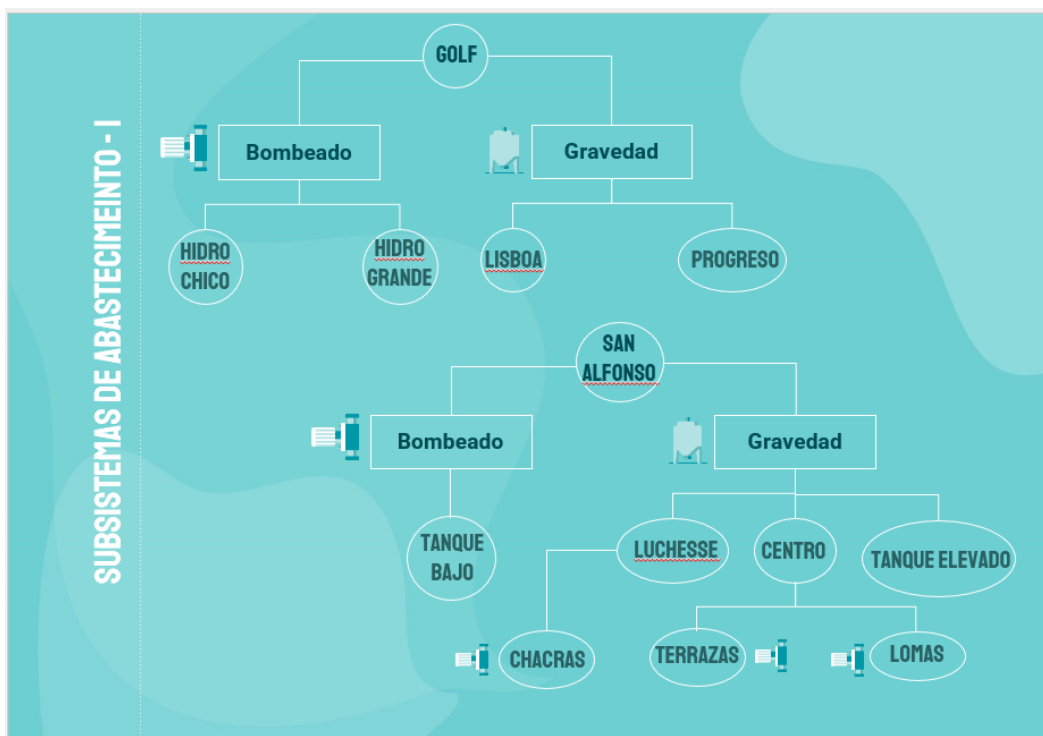 SUBSISTEMAS DE ABASTECIMEINTO - I
GOLF
Bombeado
Gravedad
HIDRO
CHICO
HIDRO
GRANDE
LISBOA
PROGRESO
SAN
ALFONSO
Bombeado
Gravedad
TANQUE
BAJO
LUCHESSE
CENTRO
TANQUE ELEVADO
CHACRAS
TERRAZAS
LOMAS